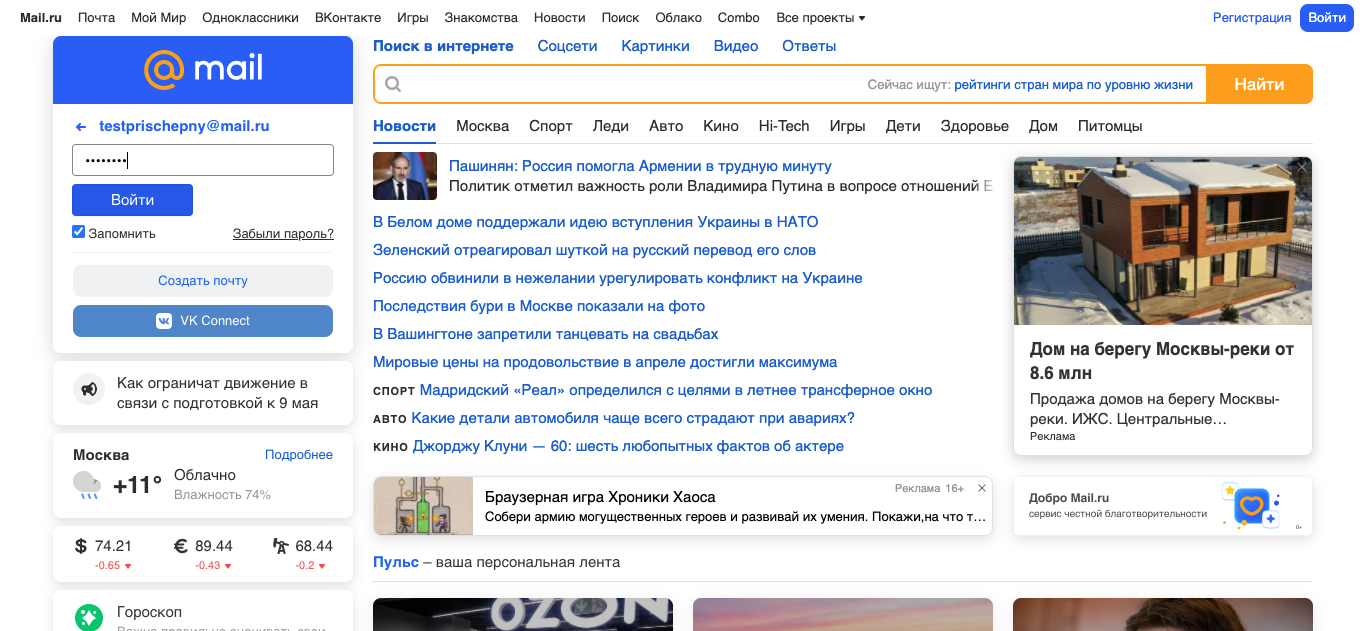 Mail.ru Почта Мой Мир Одноклассники ВКонтакте Игры Знакомства Новости Поиск Облако Combo Все проекты Регистрация Войти
mail
testprischepny@mail.ru
••••••••
Войти
Запомнить Забыли пароль?
Создать почту
VK Connect
Как ограничат движение в
связи с подготовкой к 9 мая
Москва Подробнее
+11° Облачно
Влажность 74%
$ 74.21 € 89.44 68.44
-0.65 -0.43 -0.2
Гороскоп
Поиск в интернете Соцсети Картинки Видео Ответы
Сейчас ищут: рейтинги стран мира по уровню жизни Найти
Новости Москва Спорт Леди Авто Кино Hi-Tech Игры Дети Здоровье Дом Питомцы
Пашинян: Россия помогла Армении в трудную минуту
Политик отметил важность роли Владимира Путина в вопросе отношений Е
В Белом доме поддержали идею вступления Украины в НАТО
Зеленский отреагировал шуткой на русский перевод его слов
Россию обвинили в нежелании урегулировать конфликт на Украине
Последствия бури в Москве показали на фото
В Вашингтоне запретили танцевать на свадьбах
Мировые цены на продовольствие в апреле достигли максимума
СПОРТ Мадридский «Реал» определился с целями в летнее трансферное окно
АВТО Какие детали автомобиля чаще всего страдают при авариях?
КИНО Джорджу Клуни — 60: шесть любопытных фактов об актере
Браузерная игра Хроники Хаоса Реклама 16+
Собери армию могущественных героев и развивай их умения. Покажи,на что т…
Дом на берегу Москвы-реки от
8.6 млн
Продажа домов на берегу Москвы-
реки. ИЖС. Центральные…
Реклама
Добро Mail.ru
сервис честной благотворительности
0+
Пульс – ваша персональная лента
OZON